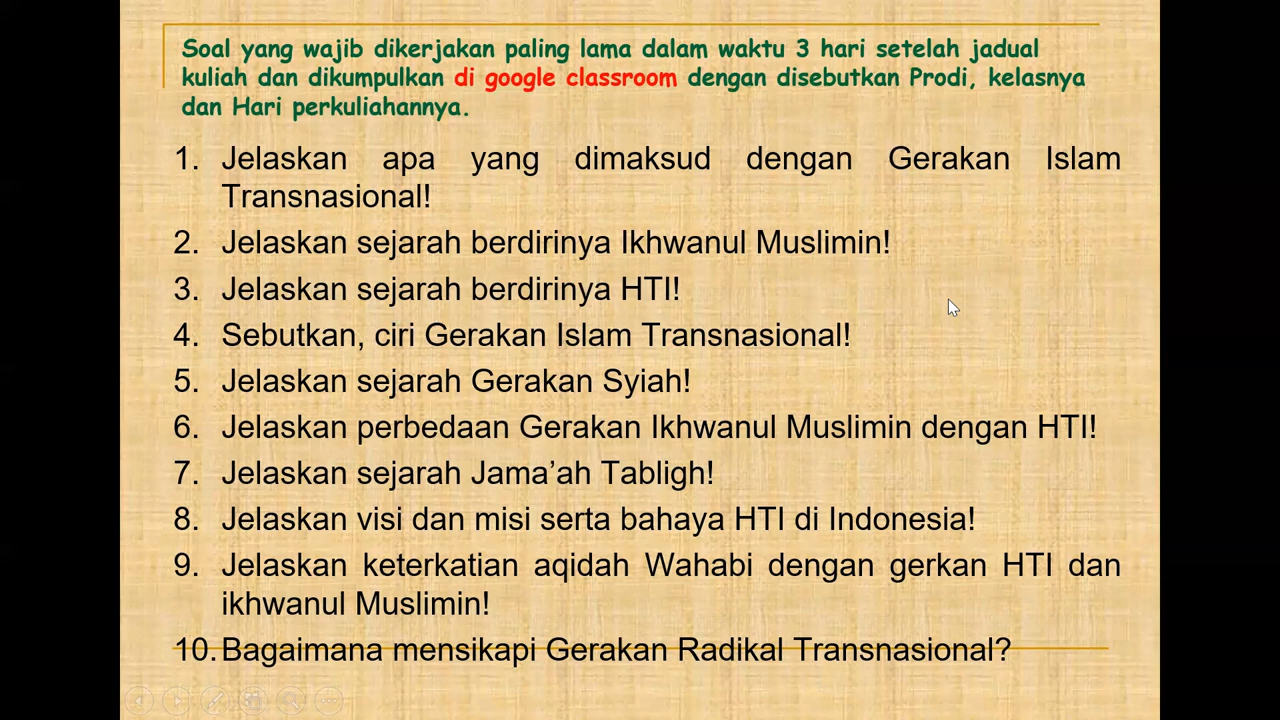 Soal yang wajib dikerjakan paling lama dalam waktu 3 hari setelah jadual
kuliah dan dikumpulkan di google classroom dengan disebutkan Prodi, kelasnya
dan Hari perkuliahannya.
1. Jelaskan apa yang dimaksud dengan Gerakan Islam
Transnasional!
2. Jelaskan sejarah berdirinya Ikhwanul Muslimin!
3. Jelaskan sejarah berdirinya HTI!
4. Sebutkan, ciri Gerakan Islam Transnasional!
5. Jelaskan sejarah Gerakan Syiah!
6. Jelaskan perbedaan Gerakan Ikhwanul Muslimin dengan HTI!
7. Jelaskan sejarah Jama’ah Tabligh!
8. Jelaskan visi dan misi serta bahaya HTI di Indonesia!
9. Jelaskan keterkatian aqidah Wahabi dengan gerkan HTI dan
ikhwanul Muslimin!
10. Bagaimana mensikapi Gerakan Radikal Transnasional?